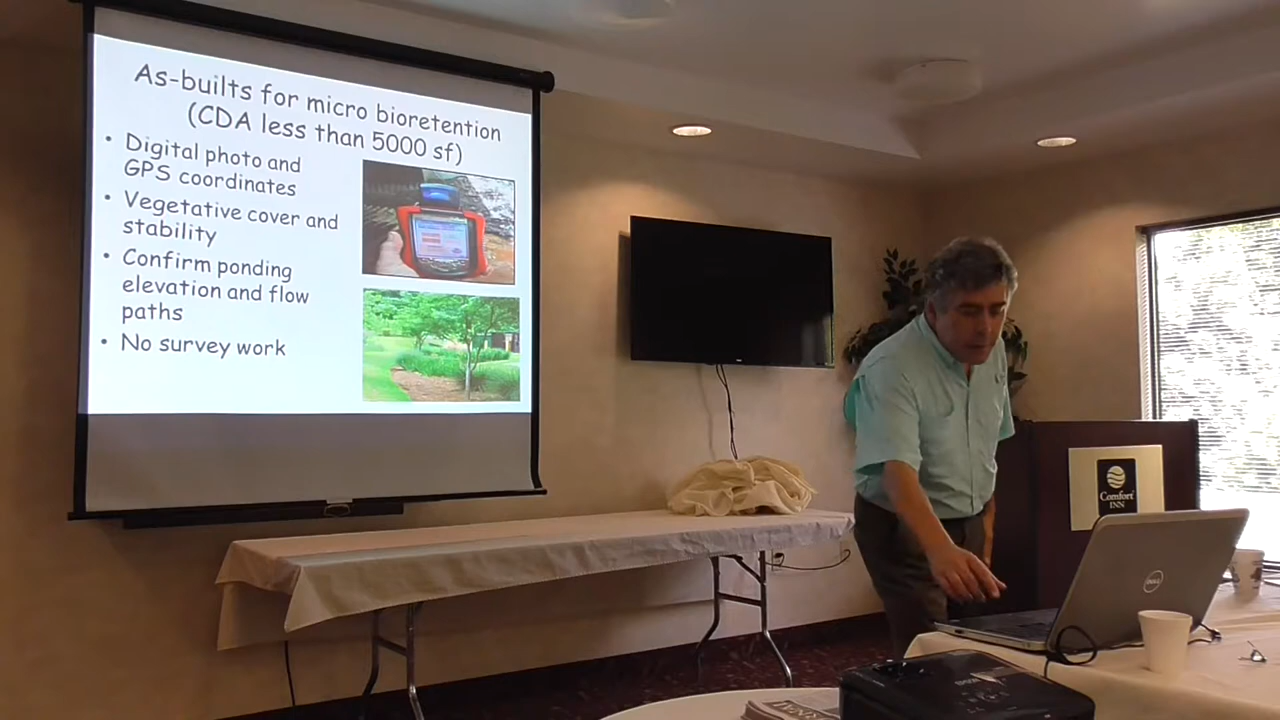 As-builts for micro bioretention
(CDA less than 5000 sf)
• Digital photo and
GPS coordinates
• Vegetative cover and
stability
• Confirm ponding
elevation and flow
paths
• No survey work
Comfort
INN
DELL